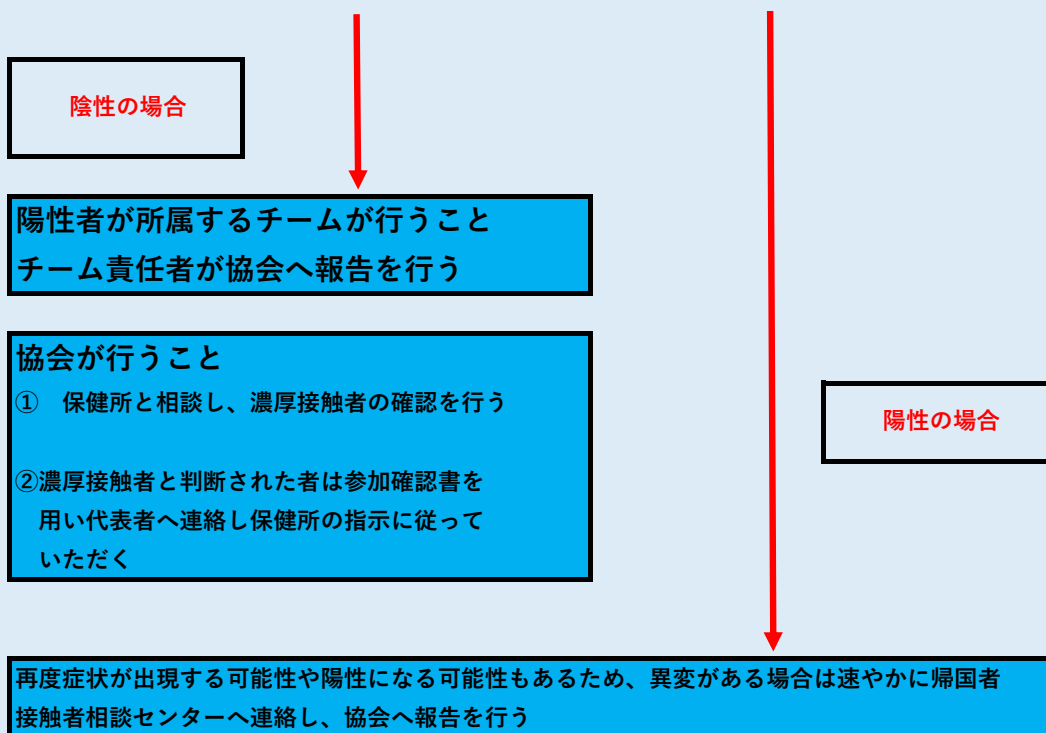 陰性の場合
陽性者が所属するチームが行うこと
チーム責任者が協会へ報告を行う
協会が行うこと
①　保健所と相談し、濃厚接触者の確認を行う
②濃厚接触者と判断された者は参加確認書を
用い代表者へ連絡し保健所の指示に従って
いただく
陽性の場合
再度症状が出現する可能性や陽性になる可能性もあるため、異変がある場合は速やかに帰国者
接触者相談センターへ連絡し、協会へ報告を行う